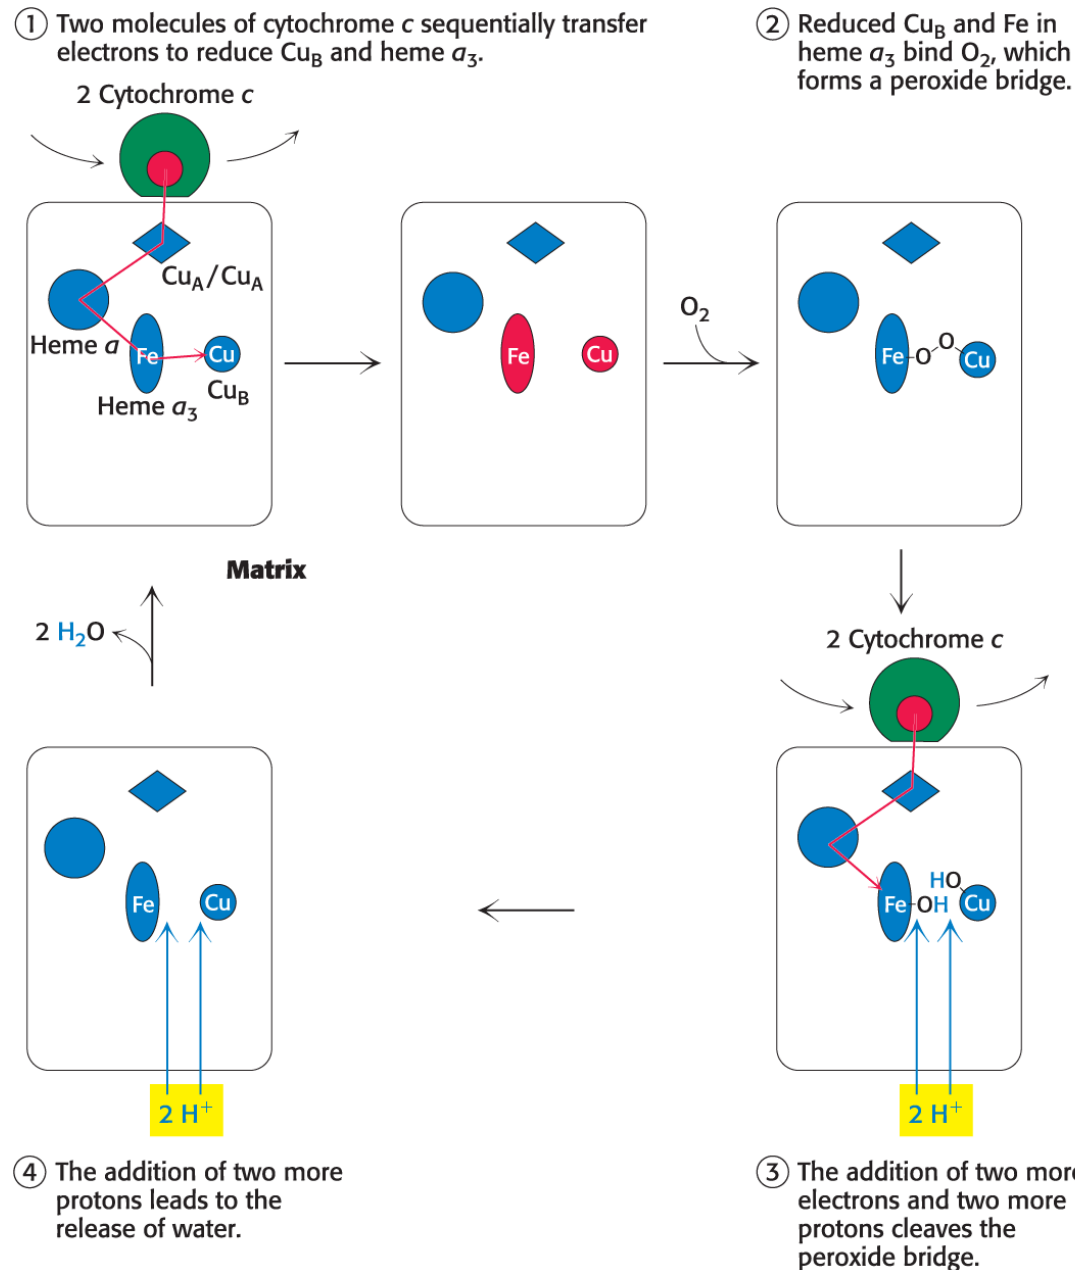 ① Two molecules of cytochrome c sequentially transfer
electrons to reduce CuB and heme a3.
② Reduced CuB and Fe in
heme a3 bind O2, which
forms a peroxide bridge.
2 Cytochrome c
CuA/CuA
Heme a
Fe
Cu
CuB
Heme a3
Fe
Cu
O2
Fe
O
O
Cu
Matrix
2 H2O
2 Cytochrome c
Fe
Cu
HO
Fe
OH
Cu
2 H+
2 H+
④ The addition of two more
protons leads to the
release of water.
③ The addition of two more
electrons and two more
protons cleaves the
peroxide bridge.